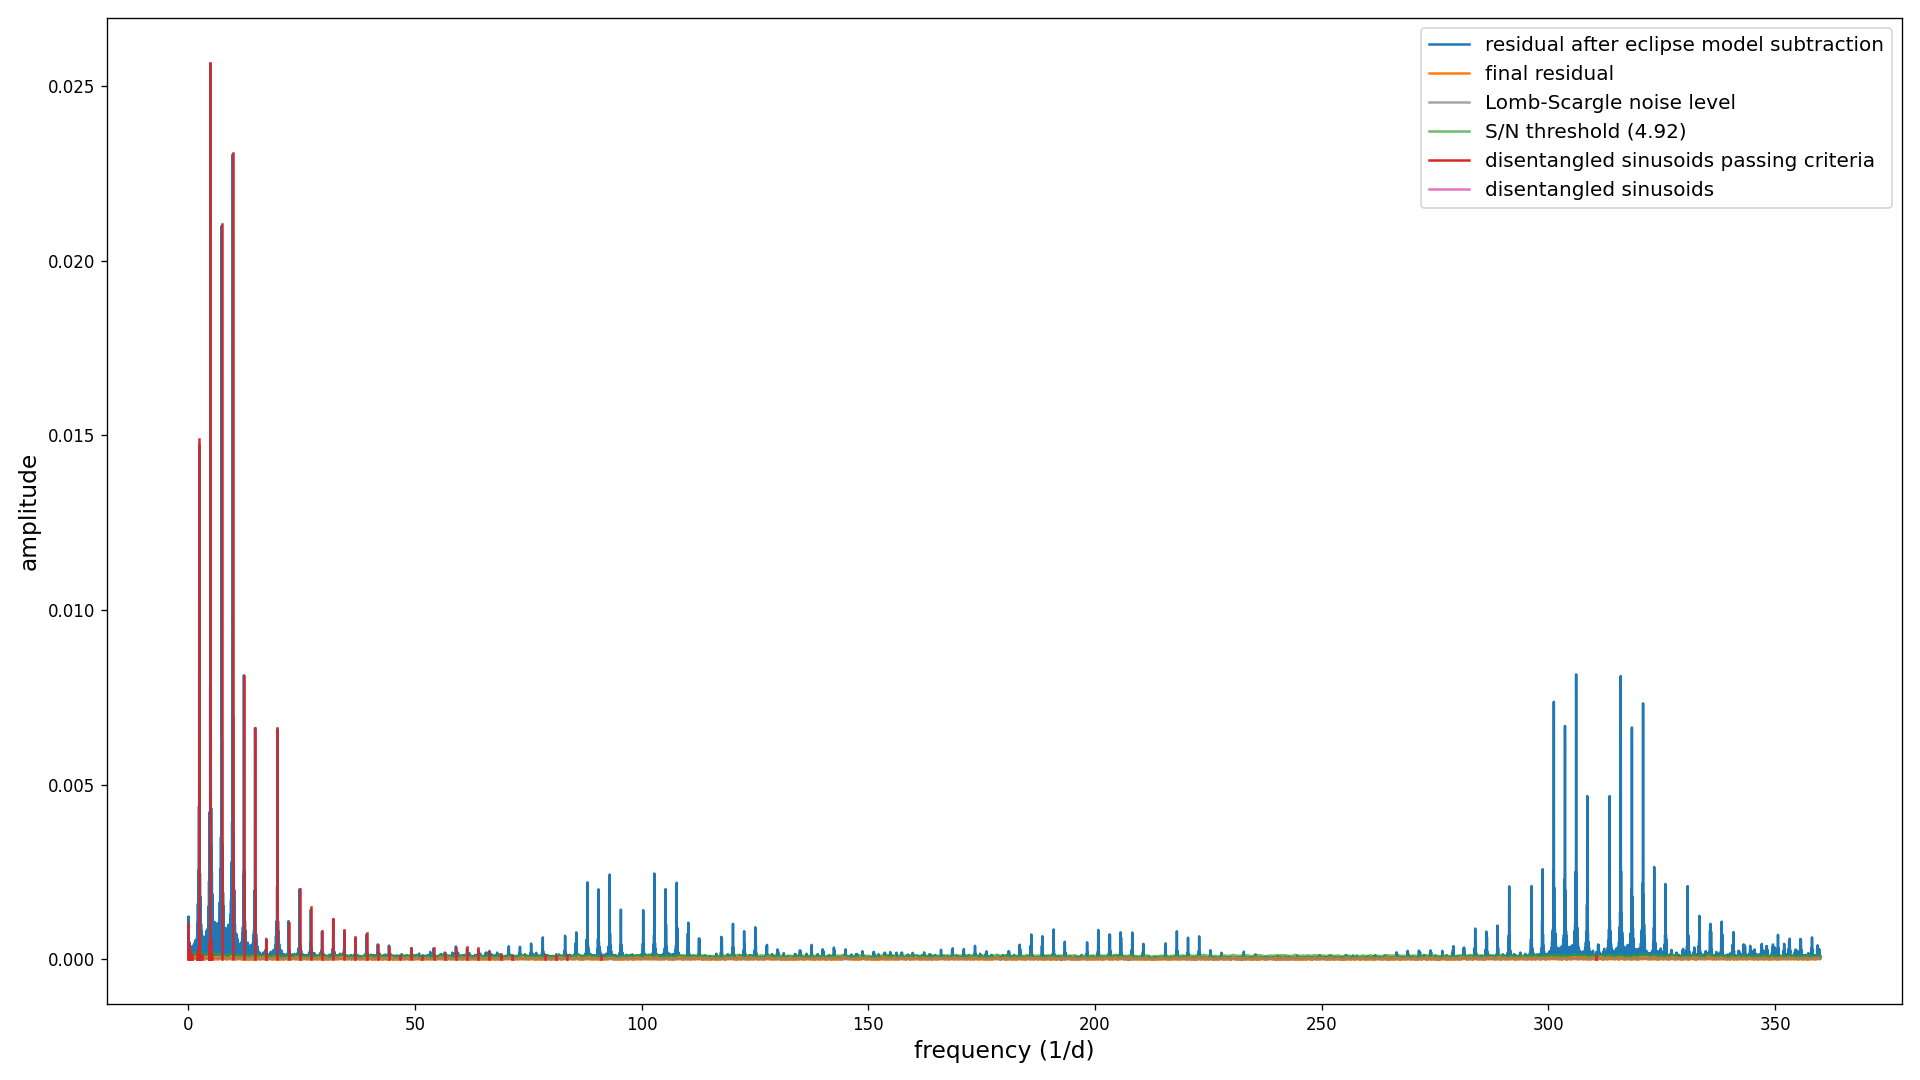 residual after eclipse model subtraction
final residual
Lomb-Scargle noise level
S/N threshold (4.92)
disentangled sinusoids passing criteria
disentangled sinusoids
0.025
0.020
0.015
0.010
0.005
0.000
amplitude
0 50 100 150 200 250 300 350
frequency (1/d)